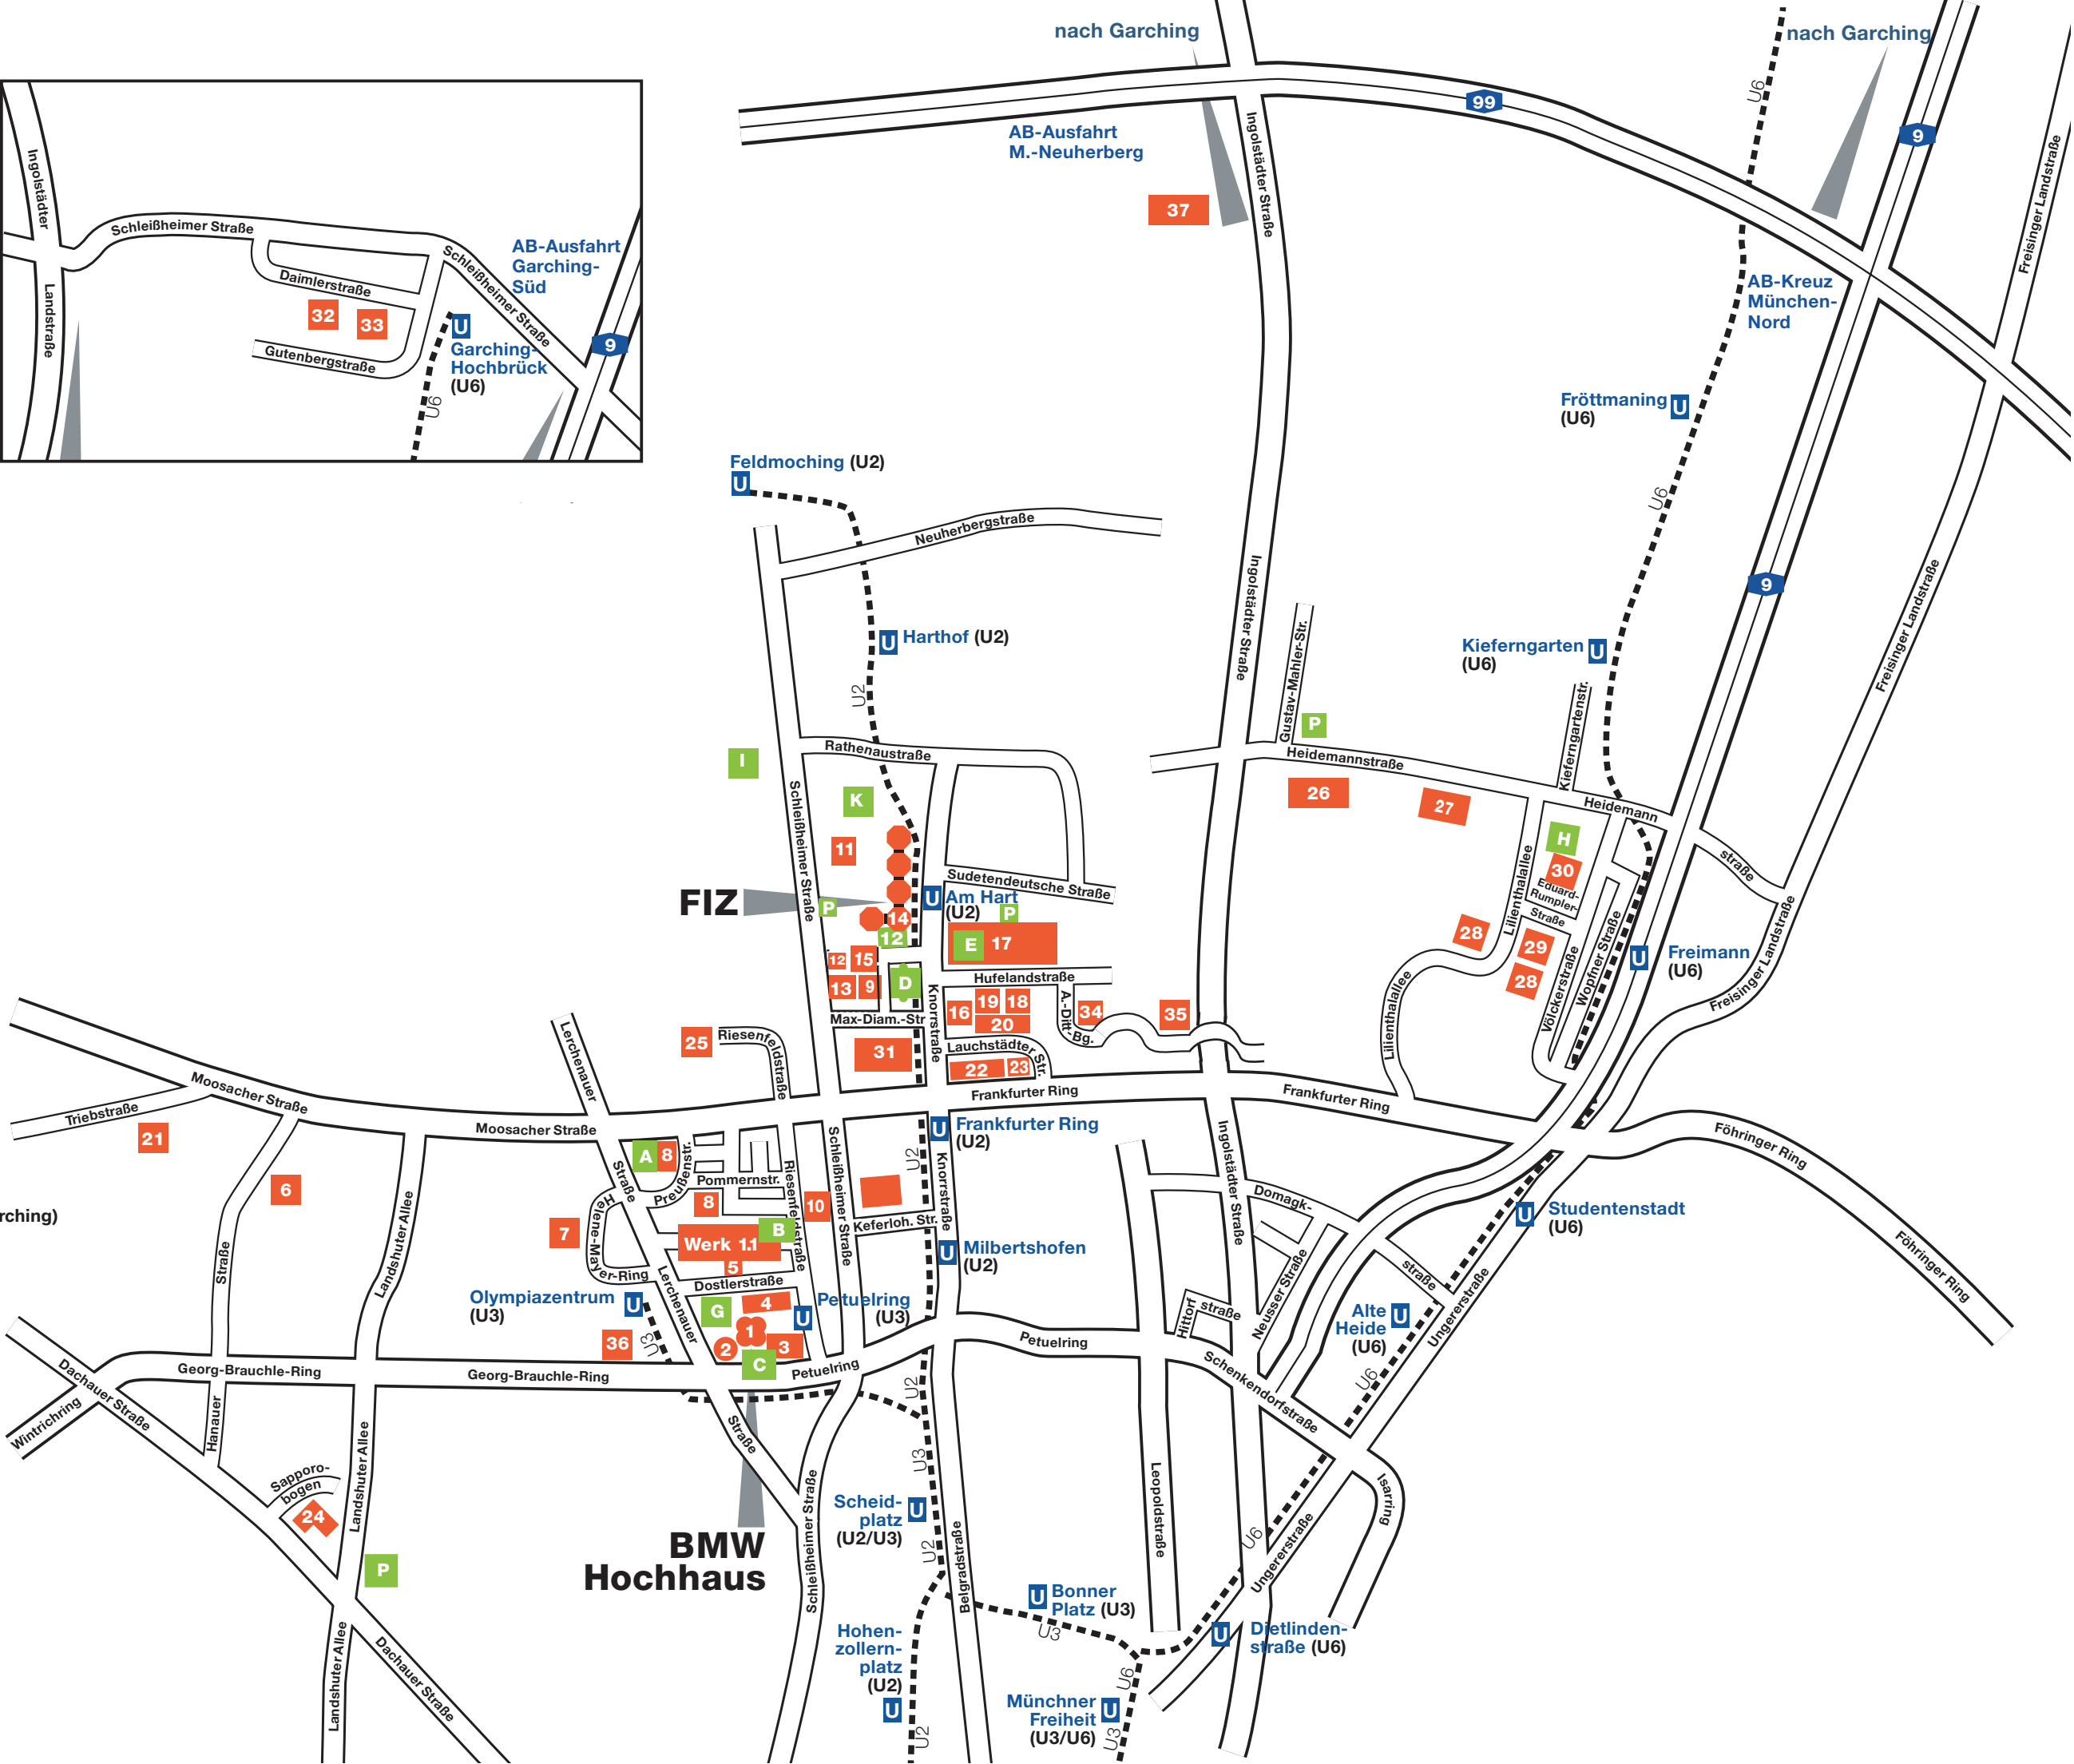 nach Garching
nach Garching
99
9
U6
AB-Ausfahrt
M.-Neuherberg
Ingolstädter Straße
Freisinger Landstraße
37
Ingolstädter
Landstraße
Schleißheimer Straße
Schleißheimer Straße
Daimlerstraße
32
33
Gutenbergstraße
AB-Ausfahrt
Garching-
Süd
9
U
Garching-
Hochbrück
(U6)
U6
AB-Kreuz
München-
Nord
Fröttmaning U
(U6)
U6
Feldmoching (U2)
U
Neuherbergstraße
9
Ingolstädter Straße
Freisinger Landstraße
U Harthof (U2)
U2
Kieferngarten U
(U6)
Gustav-Mahler-Str.
Kieferngartenstr.
P
Rathenaustraße
Heidemannstraße
I
K
26
27
Heidemann
straße
Schleißheimer Straße
11
H
30
Eduard-
Rumpler-
Straße
Lilienthalallee
Sudetendeutsche Straße
FIZ
P
14
U Am Hart
(U2)
P
12
E 17
28
29
28
Völckerstraße
Wopfner Straße
U Freimann
(U6)
Freisinger Landstraße
12 15
13 9
D
Hufelandstraße
Knorrstraße
16
19 18
20
A.-Ditt-Bg.
34
35
Lilienthalallee
Max-Diam.-Str
25
Riesenfeldstraße
31
Lauchstädter Str.
22
23
Lerchenauer
Frankfurter Ring
Frankfurter Ring
Moosacher Straße
Triebstraße
21
Moosacher Straße
U Frankfurter Ring
(U2)
Föhringer Ring
Föhringer Ring
A 8
Preußenstr.
Pommernstr.
Straße
Riesenfeldstraße
Schleißheimer Straße
U2
Knorrstraße
Ingolstädter Straße
6
8
10
Keferloh. Str.
Domagk-
straße
U Studentenstadt
(U6)
rching)
7
Helene-Mayer-Ring
Werk 1.1
B
5
Dostlerstraße
U Milbertshofen
(U2)
Straße
Landshuter Allee
Neusser Straße
Hittorf
straße
Olympiazentrum U
(U3)
Lerchenauer
G
4
U
Petuelring
(U3)
Alte U
Heide
(U6)
Ungererstraße
36
U3
1
2
3
C
Petuelring
Petuelring
Schenkendorfstraße
U6
Georg-Brauchle-Ring
Georg-Brauchle-Ring
Dachauer Straße
Wintrichring
Hanauer
Straße
U2
U3
Landshuter Allee
Sapporo-
bogen
24
Schleißheimer Straße
Leopoldstraße
Isarring
Scheid- U
platz
(U2/U3)
BMW
Hochhaus
U2
Belgradstraße
U6
Ungererstraße
P
U Bonner
Platz (U3)
U3
Landshuter Allee
Dachauer Straße
Hohen-
zollern-
platz
(U2)
U
U2
U Dietlinden-
straße (U6)
U6
Münchner U
Freiheit
(U3/U6)
U3